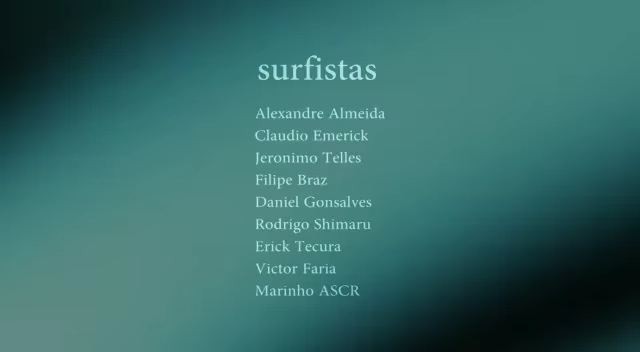 surfistas
Alexandre Almeida
Claudio Emerick
Jeronimo Telles
Filipe Braz
Daniel Gonsalves
Rodrigo Shimaru
Erick Tecura
Victor Faria
Marinho ASCR